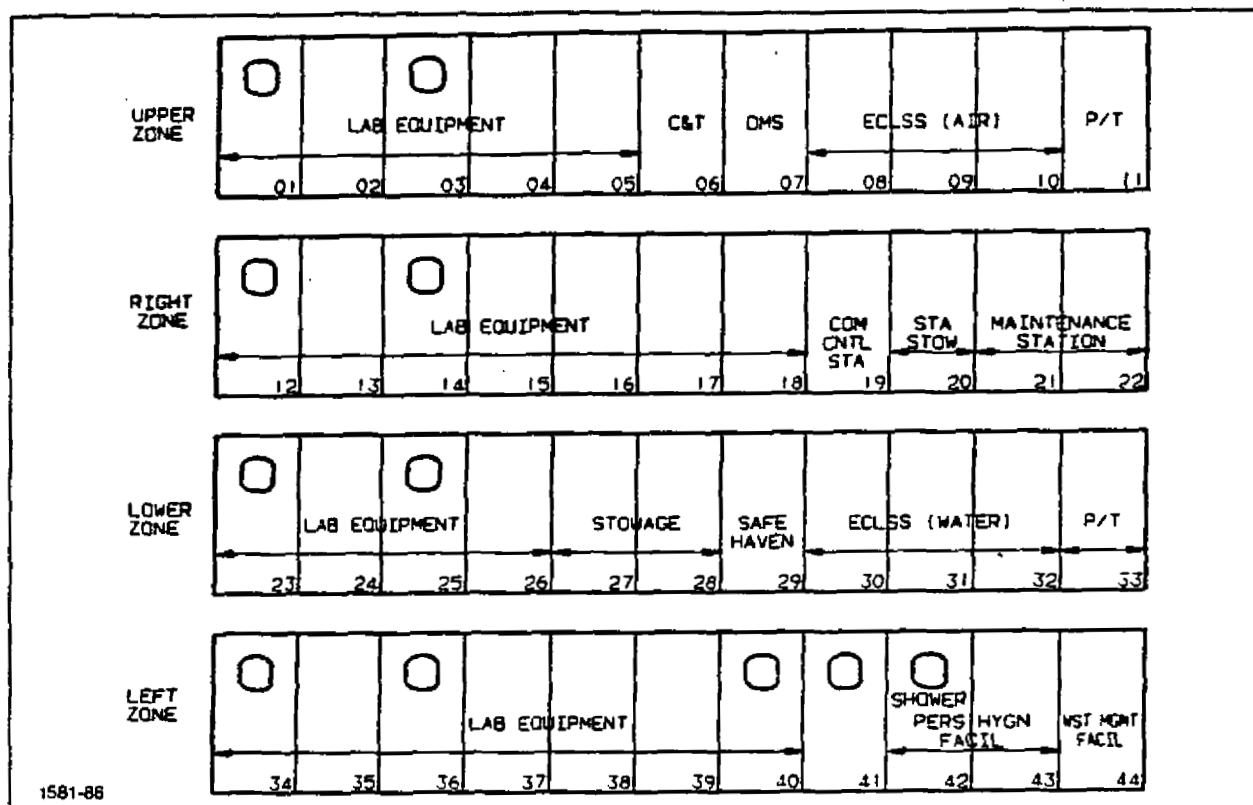 UPPER
ZONE
LAB EQUIPMENT
C&T
DMS
ECLSS (AIR)
P/T
01 02 03 04 05 06 07 08 09 10 11
RIGHT
ZONE
LAB EQUIPMENT
COM
CNTL
STA
STA
STOW
MAINTENANCE
STATION
12 13 14 15 16 17 18 19 20 21 22
LOWER
ZONE
LAB EQUIPMENT
STOWAGE
SAFE
HAVEN
ECLSS (WATER)
P/T
23 24 25 26 27 28 29 30 31 32 33
LEFT
ZONE
LAB EQUIPMENT
SHOWER
PERS HYGN
FACIL
WST MGMT
FACIL
34 35 36 37 38 39 40 41 42 43 44
1581-86